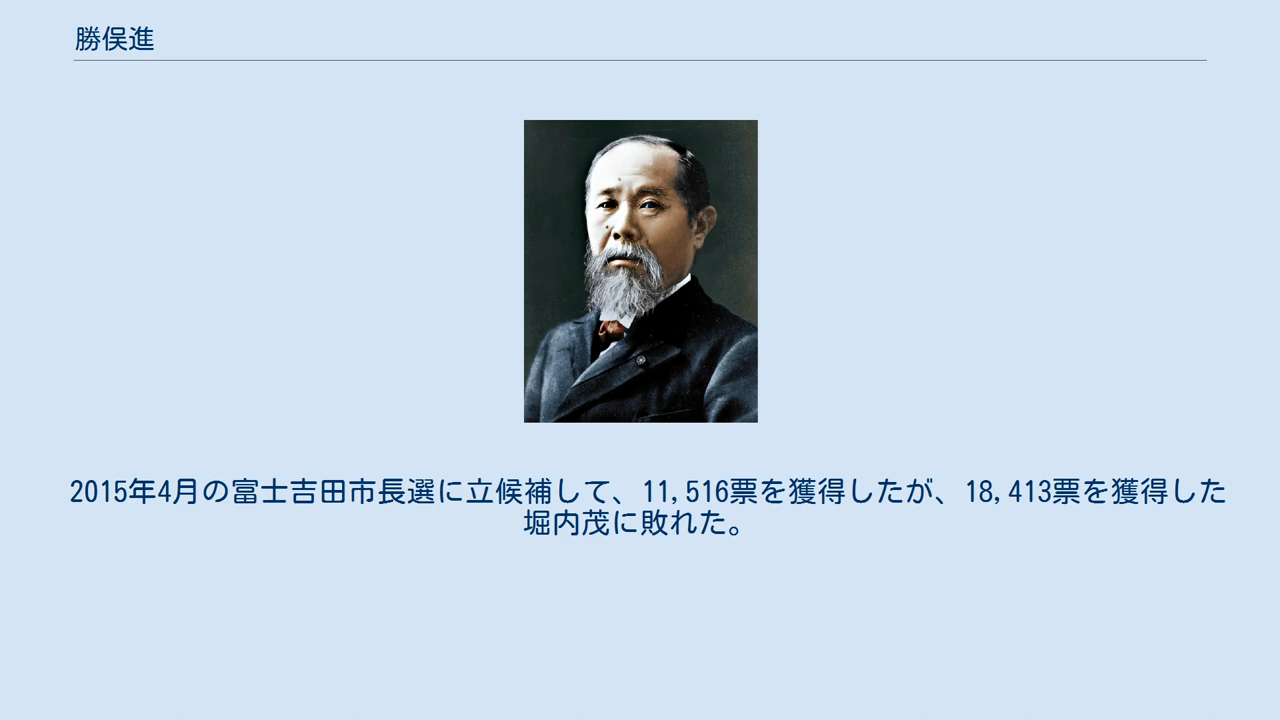 勝俣進
2015年4月の富士吉田市長選に立候補して、11,516票を獲得したが、18,413票を獲得した
堀内茂に敗れた。